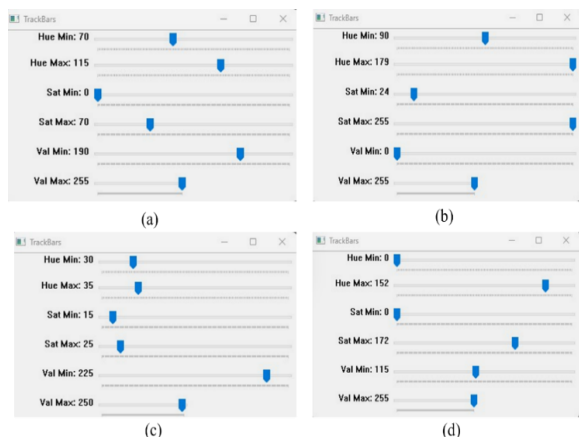 TrackBars
Hue Min: 70
Hue Max: 115
Sat Min: 0
Sat Max: 70
Val Min: 190
Val Max: 255
(a)
TrackBars
Hue Min: 90
Hue Max: 179
Sat Min: 24
Sat Max: 255
Val Min: 0
Val Max: 255
(b)
TrackBars
Hue Min: 30
Hue Max: 35
Sat Min: 15
Sat Max: 25
Val Min: 225
Val Max: 250
(c)
TrackBars
Hue Min: 0
Hue Max: 152
Sat Min: 0
Sat Max: 172
Val Min: 115
Val Max: 255
(d)